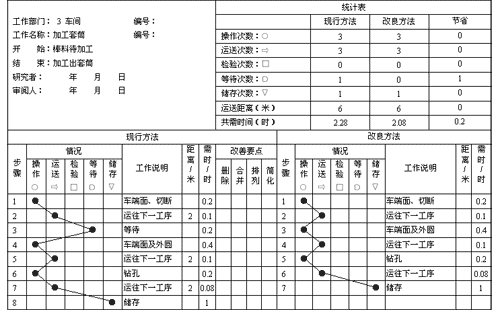 统计表
工作部门：3 车间 编号：
工作名称：加工套筒 编号：
开 始：棒料待加工
结 束：加工出套筒
研究者： 年 月 日
审阅人： 年 月 日
现行方法 改良方法 节省
操作次数：○ 3 3 0
运送次数：⇨ 3 3 0
检验次数：□ 0 0 0
等待次数：○ 1 0 1
储存次数：▽ 1 1 0
运送距离(米) 6 6 0
共需时间(时) 2.28 2.08 0.2
现行方法 改良方法
步骤 情况 工作说明 距离/米 需时/时 改善要点 步骤 情况 工作说明 需时/时
操作○ 运送⇨ 检验□ 等待○ 储存▽ 删除 合并 排列 简化 操作○ 运送⇨ 检验□ 等待○ 储存▽
1 车端面、切断 0.2 1 车端面、切断 0.2
2 运往下一工序 2 0.1 2 运往下一工序 0.1
3 等待 0.2 3 车端面及外圆 0.4
4 车端面及外圆 0.4 4 运往下一工序 0.1
5 运往下一工序 2 0.1 5 钻孔 0.2
6 钻孔 0.2 6 运往下一工序 0.08
7 运往下一工序 2 0.08 7 储存 1
8 储存 1